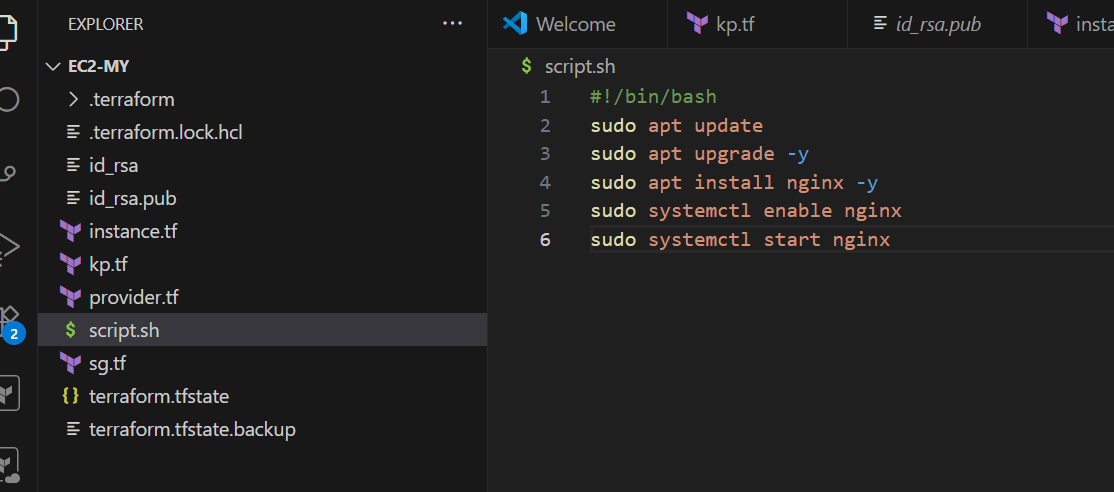 EXPLORER ...
EC2-MY
.terraform
.terraform.lock.hcl
id_rsa
id_rsa.pub
instance.tf
kp.tf
provider.tf
script.sh
sg.tf
{} terraform.tfstate
terraform.tfstate.backup
2
Welcome kp.tf id_rsa.pub insta
$ script.sh
1 #!/bin/bash
2 sudo apt update
3 sudo apt upgrade -y
4 sudo apt install nginx -y
5 sudo systemctl enable nginx
6 sudo systemctl start nginx